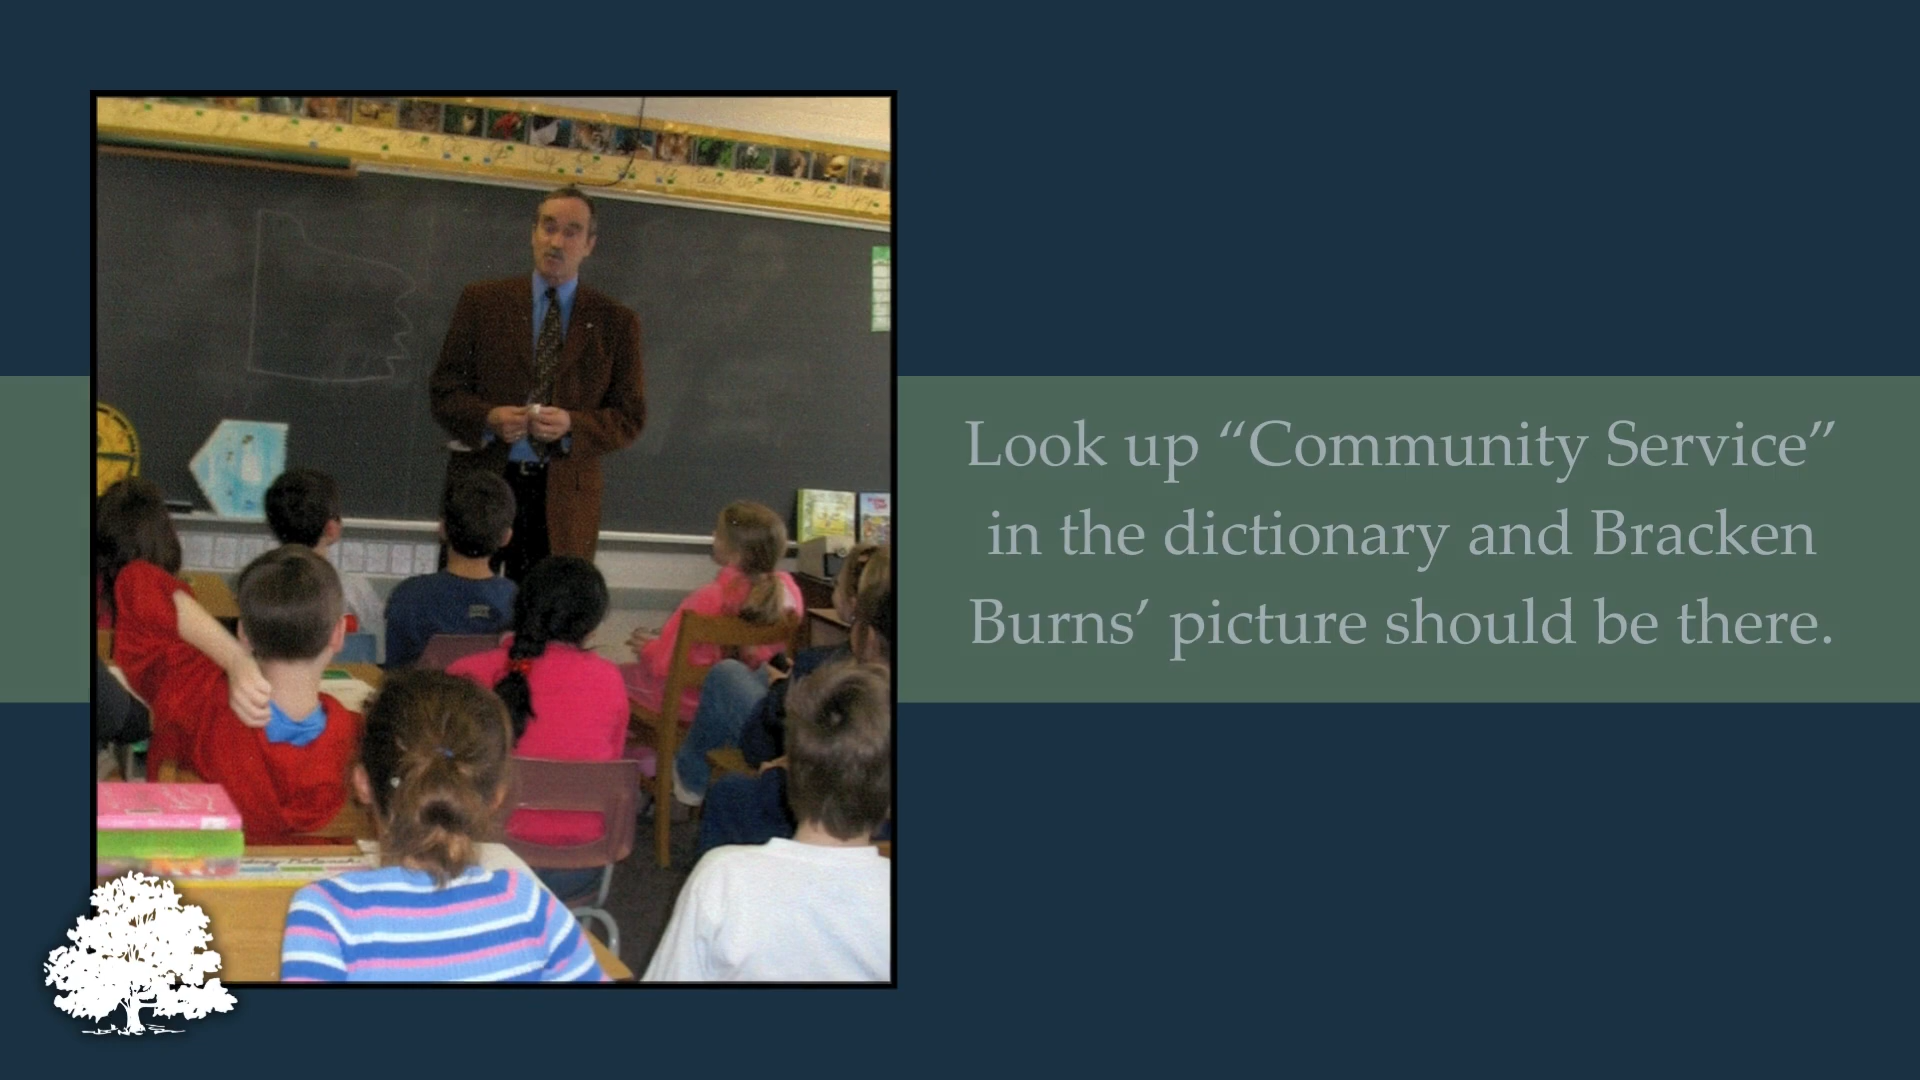 Look up “Community Service”
in the dictionary and Bracken
Burns’ picture should be there.